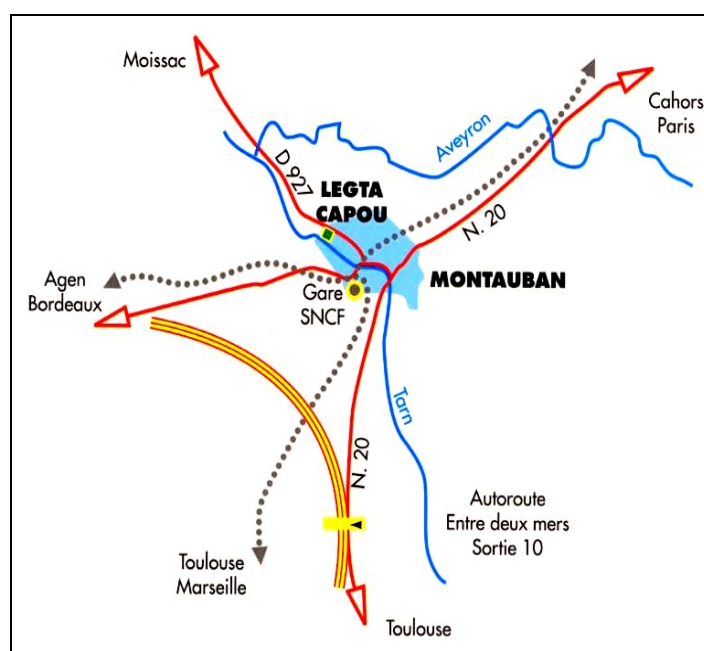 Moissac
Cahors
Paris
Aveyron
D 927
LEGTA
CAPOU
N. 20
Agen
Bordeaux
Gare
SNCF
MONTAUBAN
Tarn
N. 20
Autoroute
Entre deux mers
Sortie 10
Toulouse
Marseille
Toulouse